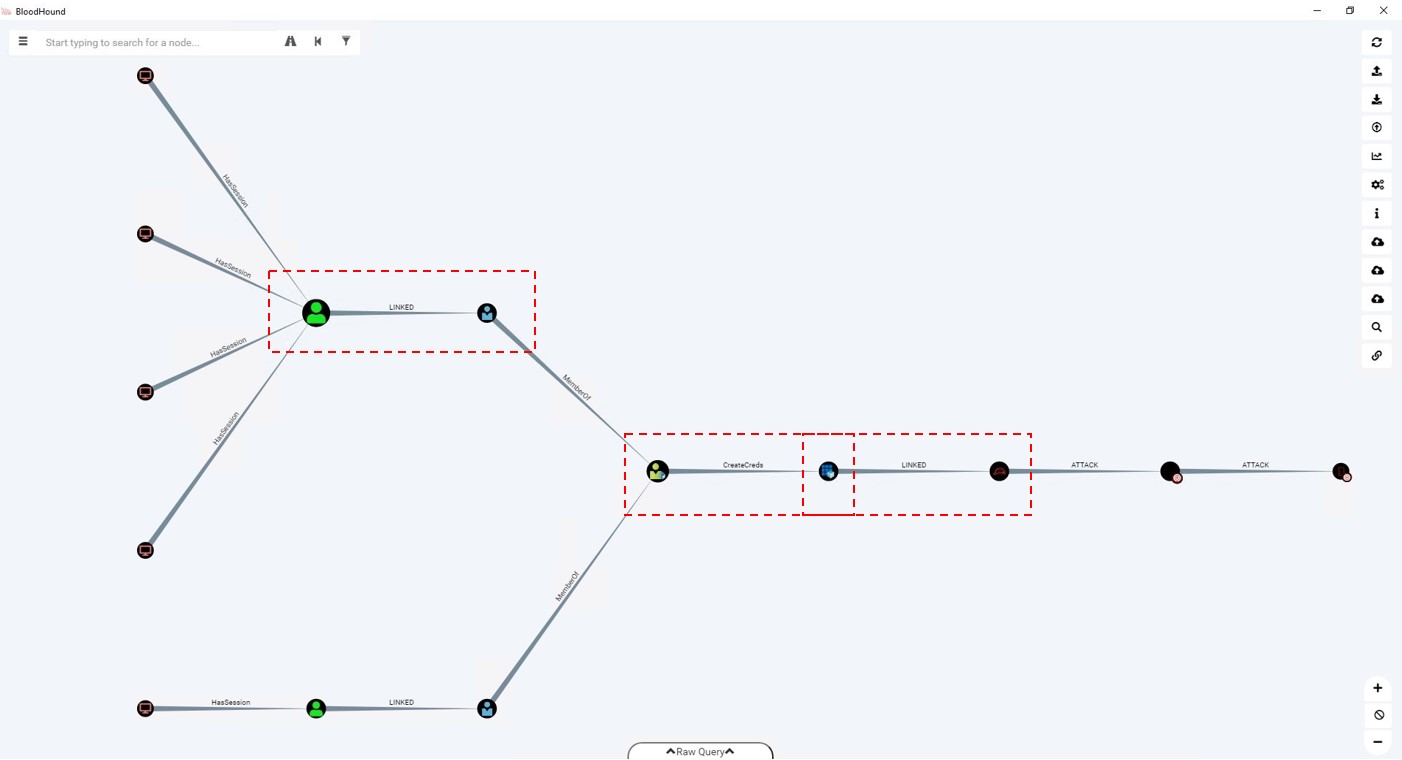 BloodHound
Start typing to search for a node...
HasSession
HasSession
LINKED
HasSession
MemberOf
HasSession
CreateCreds
LINKED
ATTACK
ATTACK
MemberOf
HasSession
LINKED
Raw Query